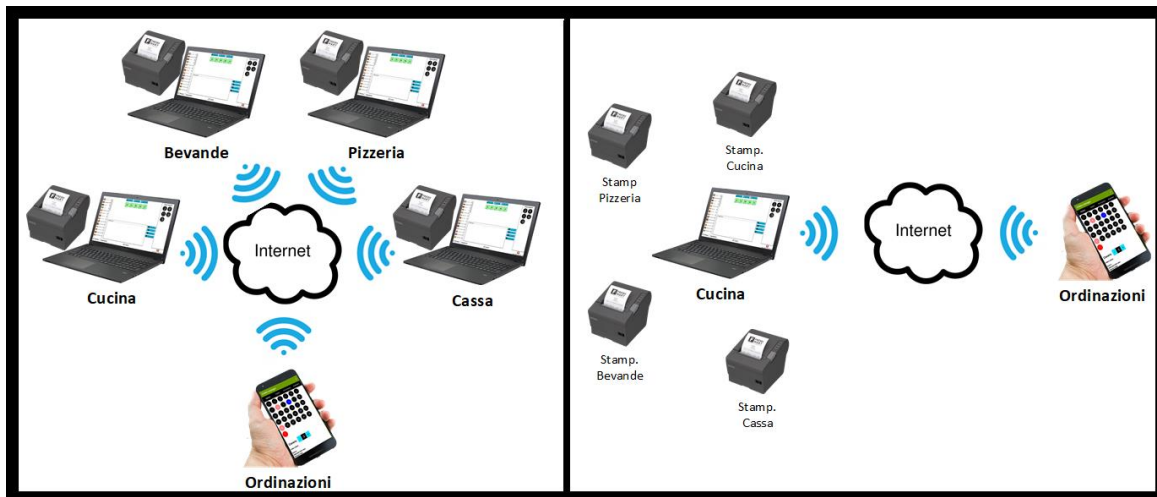 Bevande
Pizzeria
Internet
Cucina
Cassa
Ordinazioni
Stamp
Pizzeria
Stamp.
Cucina
Internet
Cucina
Ordinazioni
Stamp.
Bevande
Stamp.
Cassa